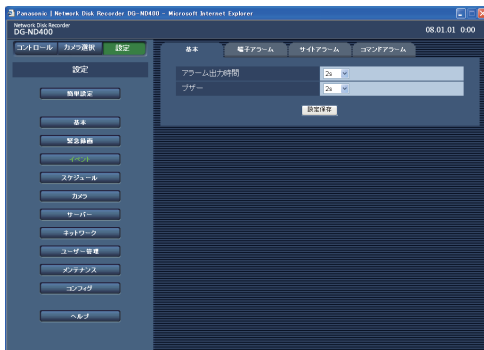 Panasonic | Network Disk Recorder DG-ND400 - Microsoft Internet Explorer
Network Disk Recorder
DG-ND400
08.01.01 0:00
コントロール カメラ選択 設定
基本 端子アラーム サイトアラーム コマンドアラーム
設定
アラーム出力時間 2s
ブザー 2s
設定保存
簡単設定
基本
緊急録画
イベント
スケジュール
カメラ
サーバー
ネットワーク
ユーザー管理
メンテナンス
コンフィグ
ヘルプ